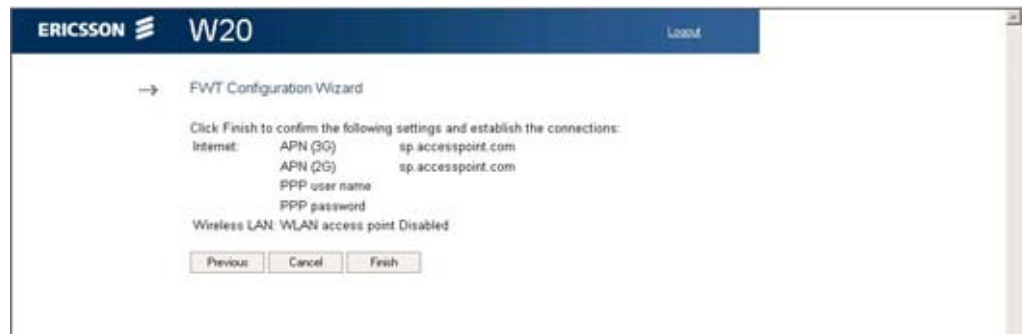 ERICSSON W20 Logout
FWT Configuration Wizard
Click Finish to confirm the following settings and establish the connections:
Internet: APN (3G) sp.accesspoint.com
APN (2G) sp.accesspoint.com
PPP user name
PPP password
Wireless LAN: WLAN access point Disabled
Previous Cancel Finish